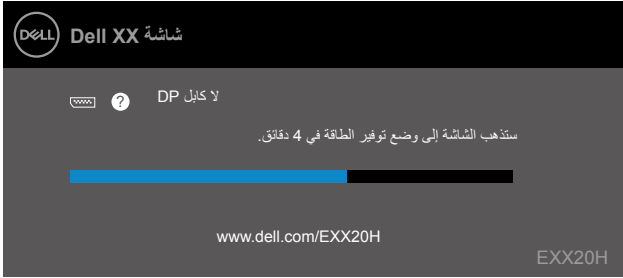 DELL
شاشة Dell XX
? لا كابل DP
ستذهب الشاشة إلى وضع توفير الطاقة في 4 دقائق.
www.dell.com/EXX20H
EXX20H